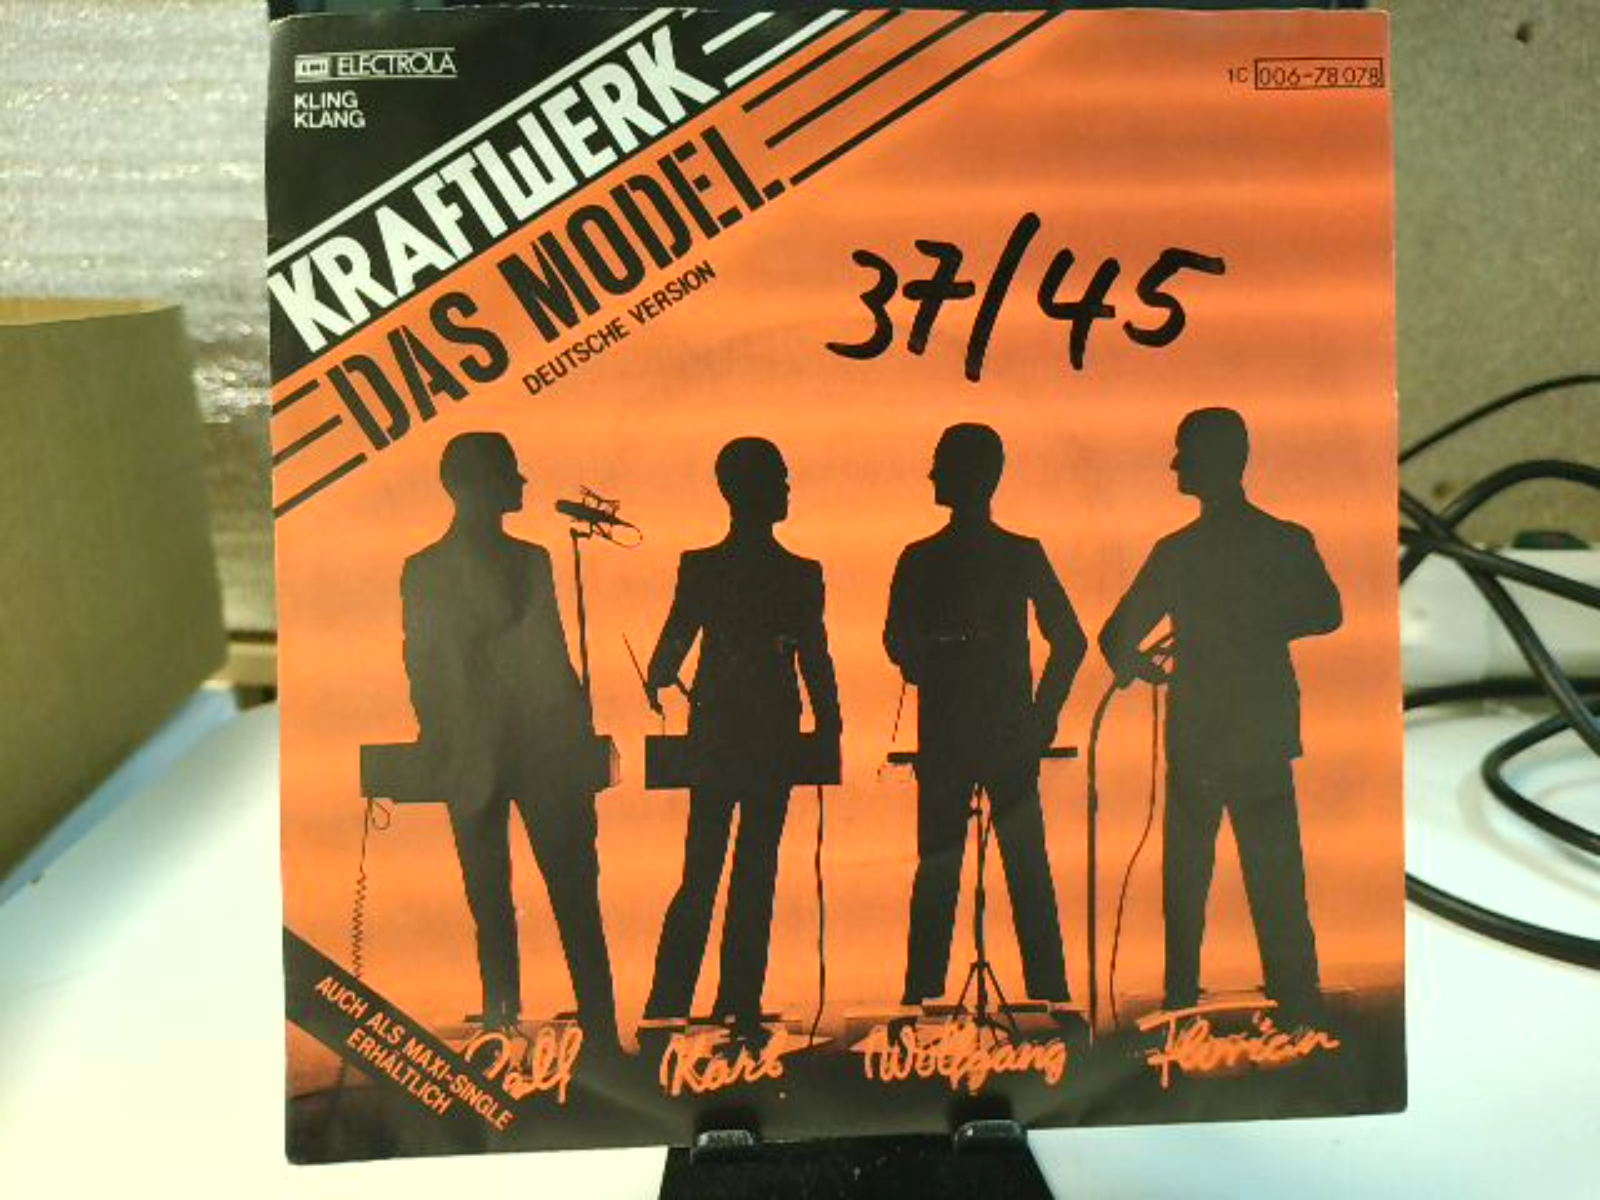 EMI ELECTROLA
KLING
KLANG
1C 006-78 078
KRAFTWERK
DAS MODEL
DEUTSCHE VERSION
37/45
AUCH ALS MAXI-SINGLE
ERHÄLTLICH
Ralf Karl Wolfgang Florian